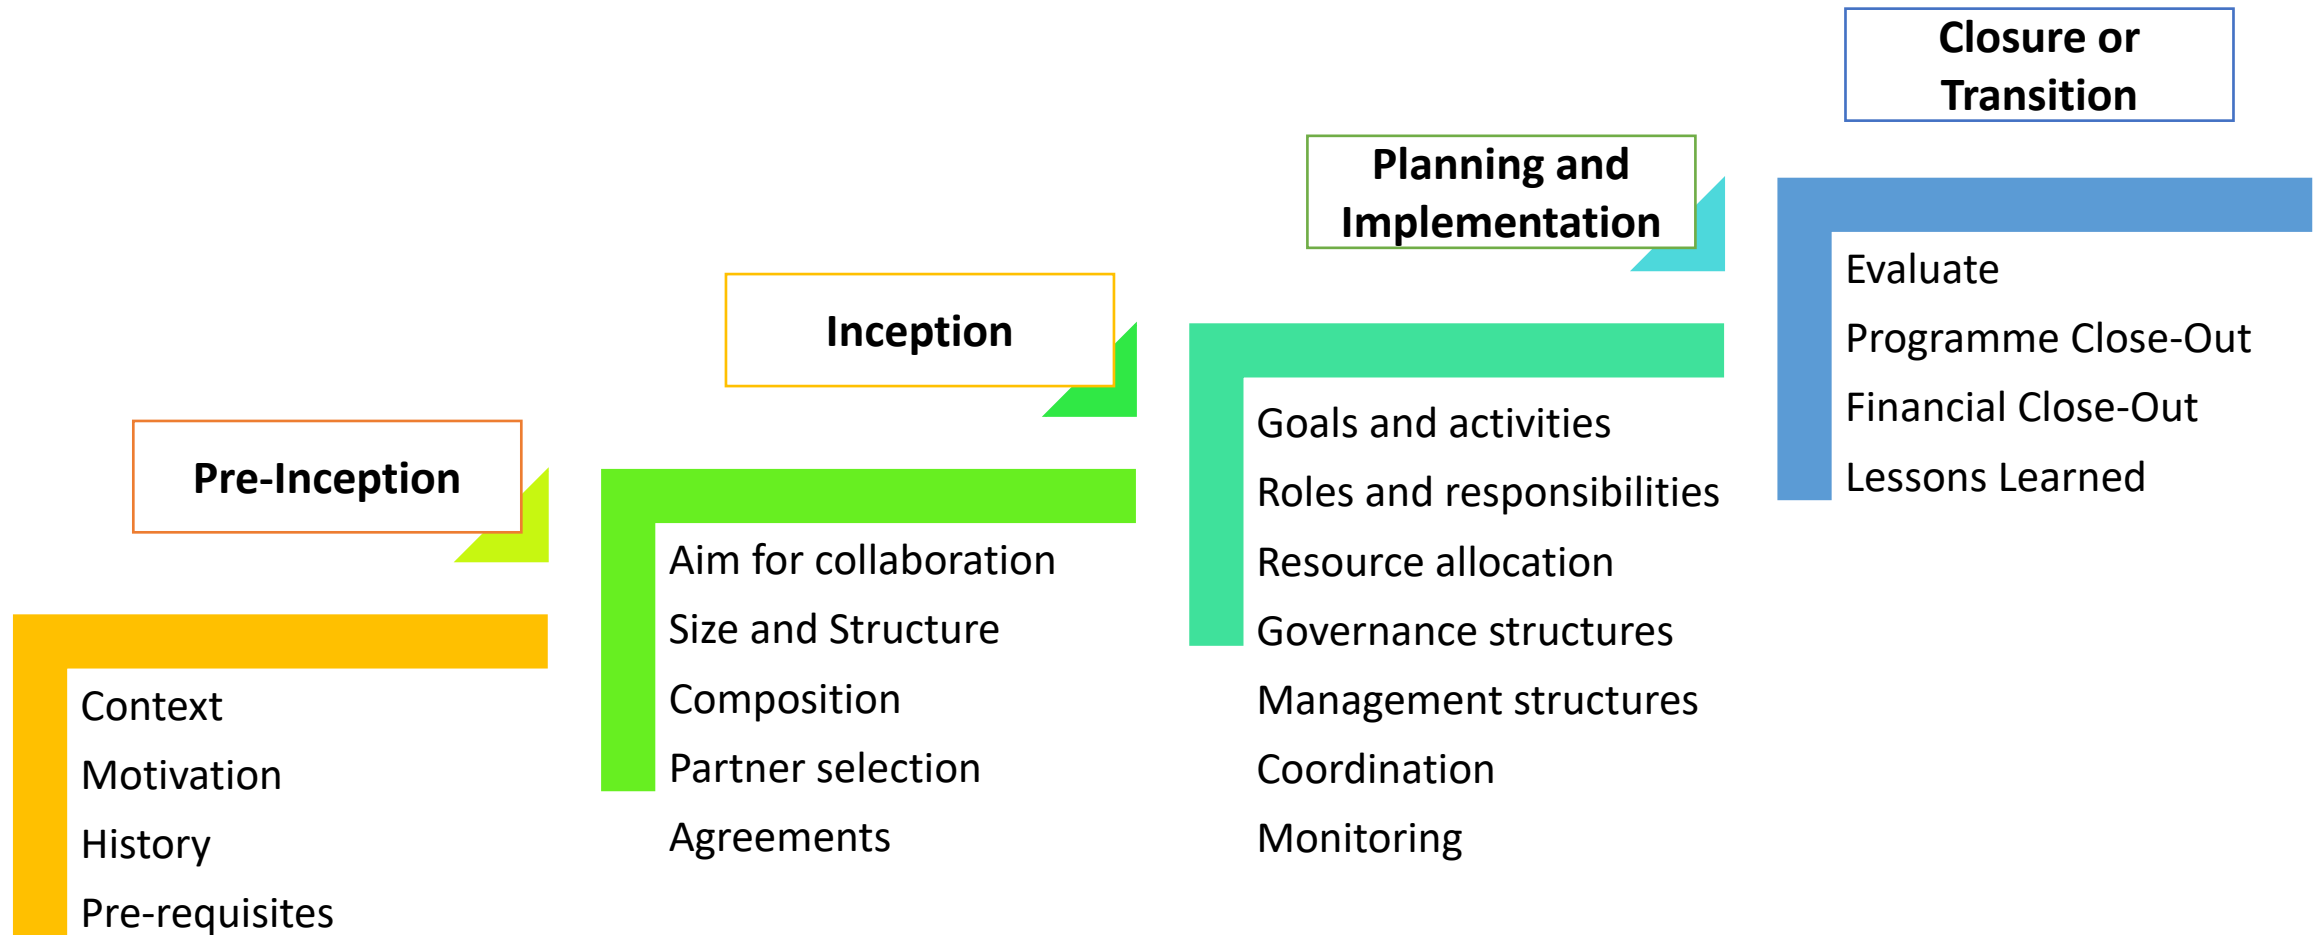 Pre-Inception
Context
Motivation
History
Pre-requisites
Inception
Aim for collaboration
Size and Structure
Composition
Partner selection
Agreements
Planning and
Implementation
Goals and activities
Roles and responsibilities
Resource allocation
Governance structures
Management structures
Coordination
Monitoring
Closure or
Transition
Evaluate
Programme Close-Out
Financial Close-Out
Lessons Learned